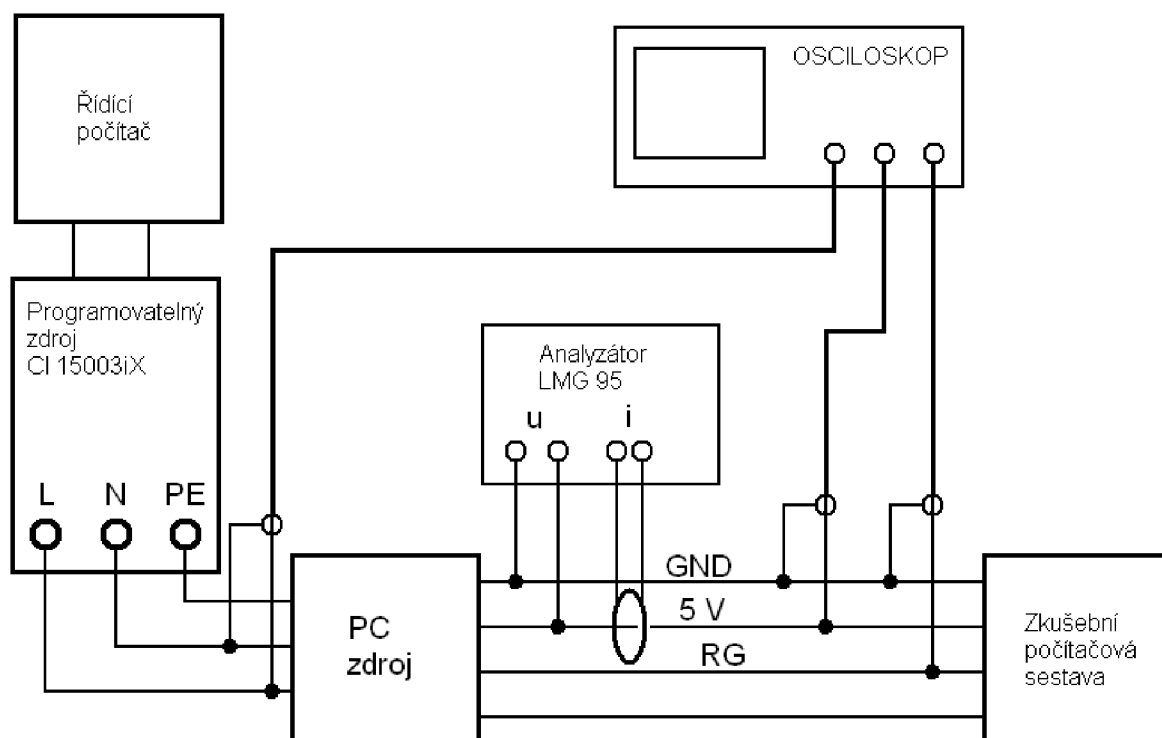 Řídící
počítač
OSCILOSKOP
Programovatelný
zdroj
CI 15003iX
Analyzátor
LMG 95
u i
L N PE
GND
5 V
RG
PC
zdroj
Zkušební
počítačová
sestava